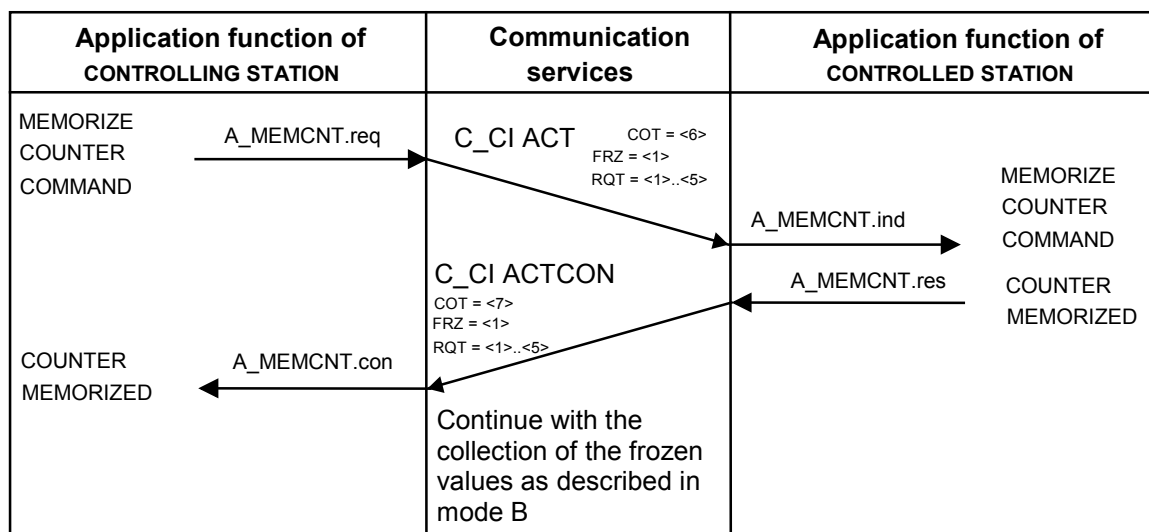 Application function of
CONTROLLING STATION
Communication
services
Application function of
CONTROLLED STATION
MEMORIZE
COUNTER
COMMAND
A_MEMCNT.req
C_CI ACT
COT = <6>
FRZ = <1>
RQT = <1>..<5>
A_MEMCNT.ind
MEMORIZE
COUNTER
COMMAND
C_CI ACTCON
COT = <7>
FRZ = <1>
RQT = <1>..<5>
A_MEMCNT.res
COUNTER
MEMORIZED
COUNTER
MEMORIZED
A_MEMCNT.con
Continue with the
collection of the frozen
values as described in
mode B